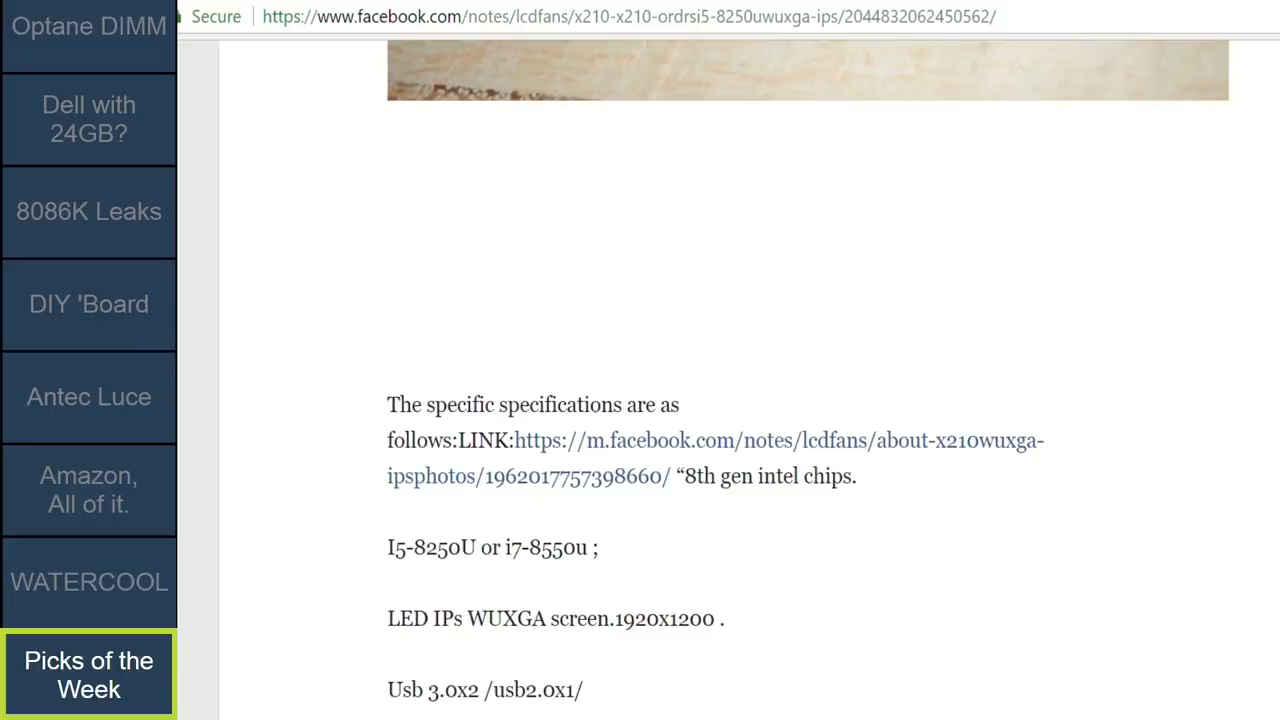 Optane DIMM
Dell with
24GB?
8086K Leaks
DIY 'Board
Antec Luce
Amazon,
All of it.
WATERCOOL
Picks of the
Week
Secure
https://www.facebook.com/notes/lcdfans/x210-x210-ordrsi5-8250uwuxga-ips/2044832062450562/
The specific specifications are as
follows:LINK:https://m.facebook.com/notes/lcdfans/about-x210wuxga-
ipsphotos/1962017757398660/ “8th gen intel chips.
I5-8250U or i7-8550u ;
LED IPs WUXGA screen.1920x1200 .
Usb 3.0x2 /usb2.0x1/